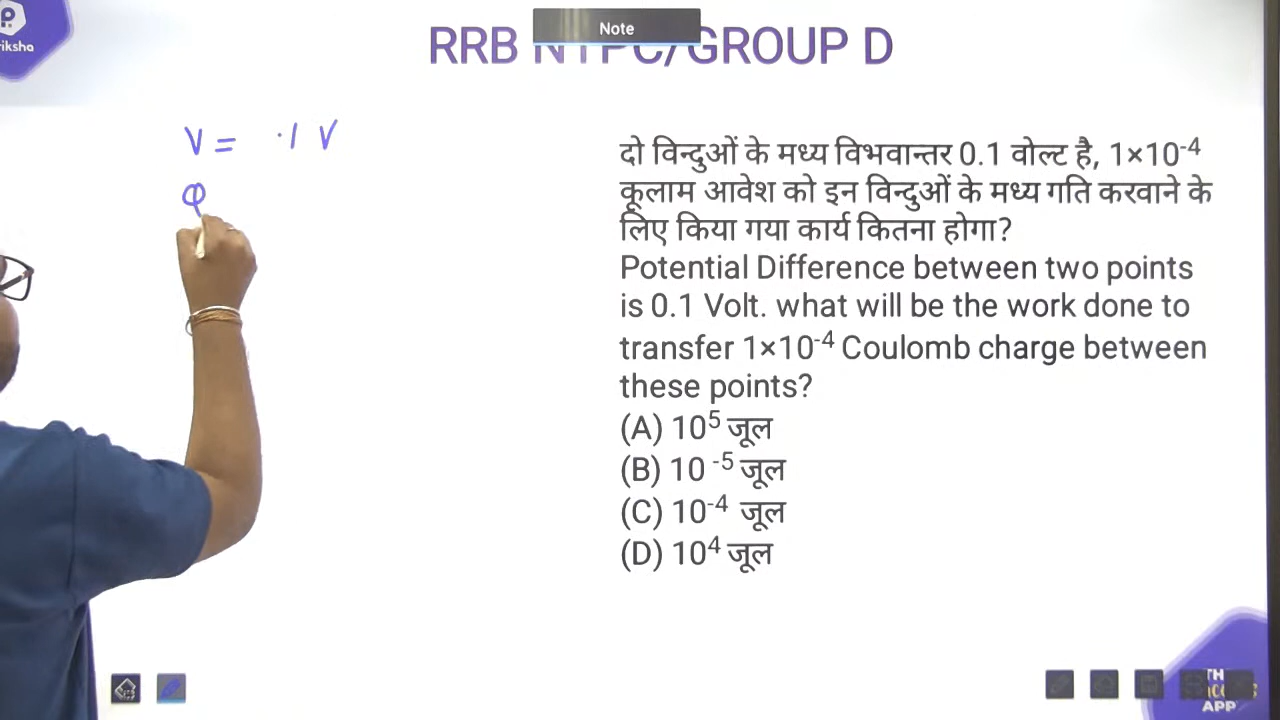 Note
RRB NTPC/GROUP D
riksha
V = .1 V
Q
दो विन्दुओं के मध्य विभवान्तर 0.1 वोल्ट है, 1×10⁻⁴
कूलाम आवेश को इन विन्दुओं के मध्य गति करवाने के
लिए किया गया कार्य कितना होगा?
Potential Difference between two points
is 0.1 Volt. what will be the work done to
transfer 1×10⁻⁴ Coulomb charge between
these points?
(A) 10⁵ जूल
(B) 10 ⁻⁵ जूल
(C) 10⁻⁴ जूल
(D) 10⁴ जूल
APP